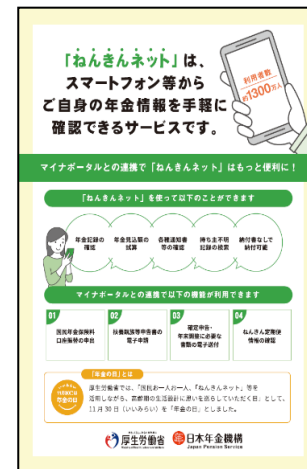 「ねんきんネット」は、
スマートフォン等から
ご自身の年金情報を手軽に
確認できるサービスです。
利用者数
約1300万人
マイナポータルとの連携で「ねんきんネット」はもっと便利に！
「ねんきんネット」を使って以下のことができます
年金記録の
確認
年金見込額の
試算
各種通知書
等の確認
持ち主不明
記録の検索
納付書なしで
納付可能
マイナポータルとの連携で以下の機能が利用できます
01
国民年金保険料
口座振替の申出
02
扶養親族等申告書の
電子申請
03
確定申告・
年末調整に必要な
書類の電子送付
04
ねんきん定期便
情報の確認
「年金の日」とは
11月30日は
年金の日
厚生労働省では、「国民お一人お一人、「ねんきんネット」等を
活用しながら、高齢期の生活設計に思いを巡らしていただく日」として、
11月30日（いいみらい）を「年金の日」としました。
厚生労働省
日本年金機構
Japan Pension Service